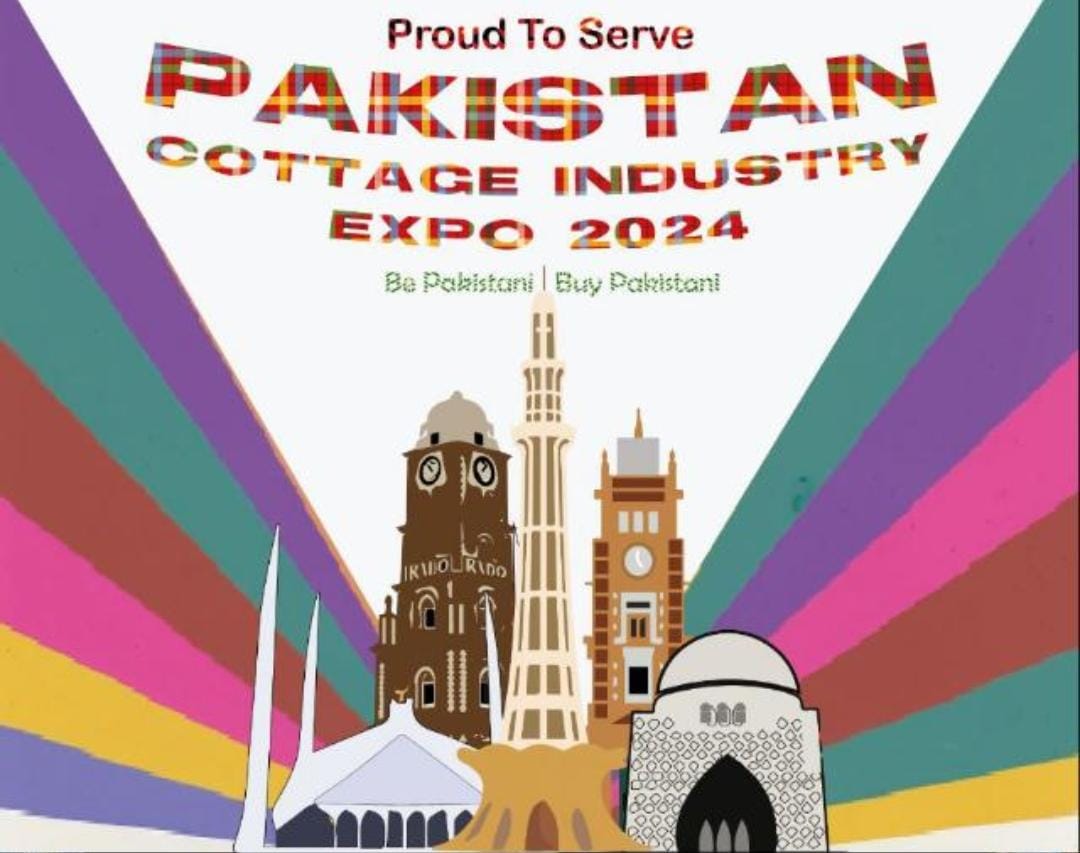 Proud To Serve
PAKISTAN
COTTAGE INDUSTRY
EXPO 2024
Be Pakistani | Buy Pakistani